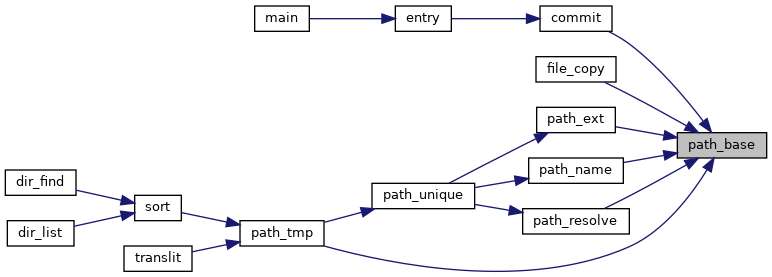 main
entry
commit
file_copy
path_ext
path_base
path_name
dir_find
path_unique
sort
path_resolve
dir_list
path_tmp
translit